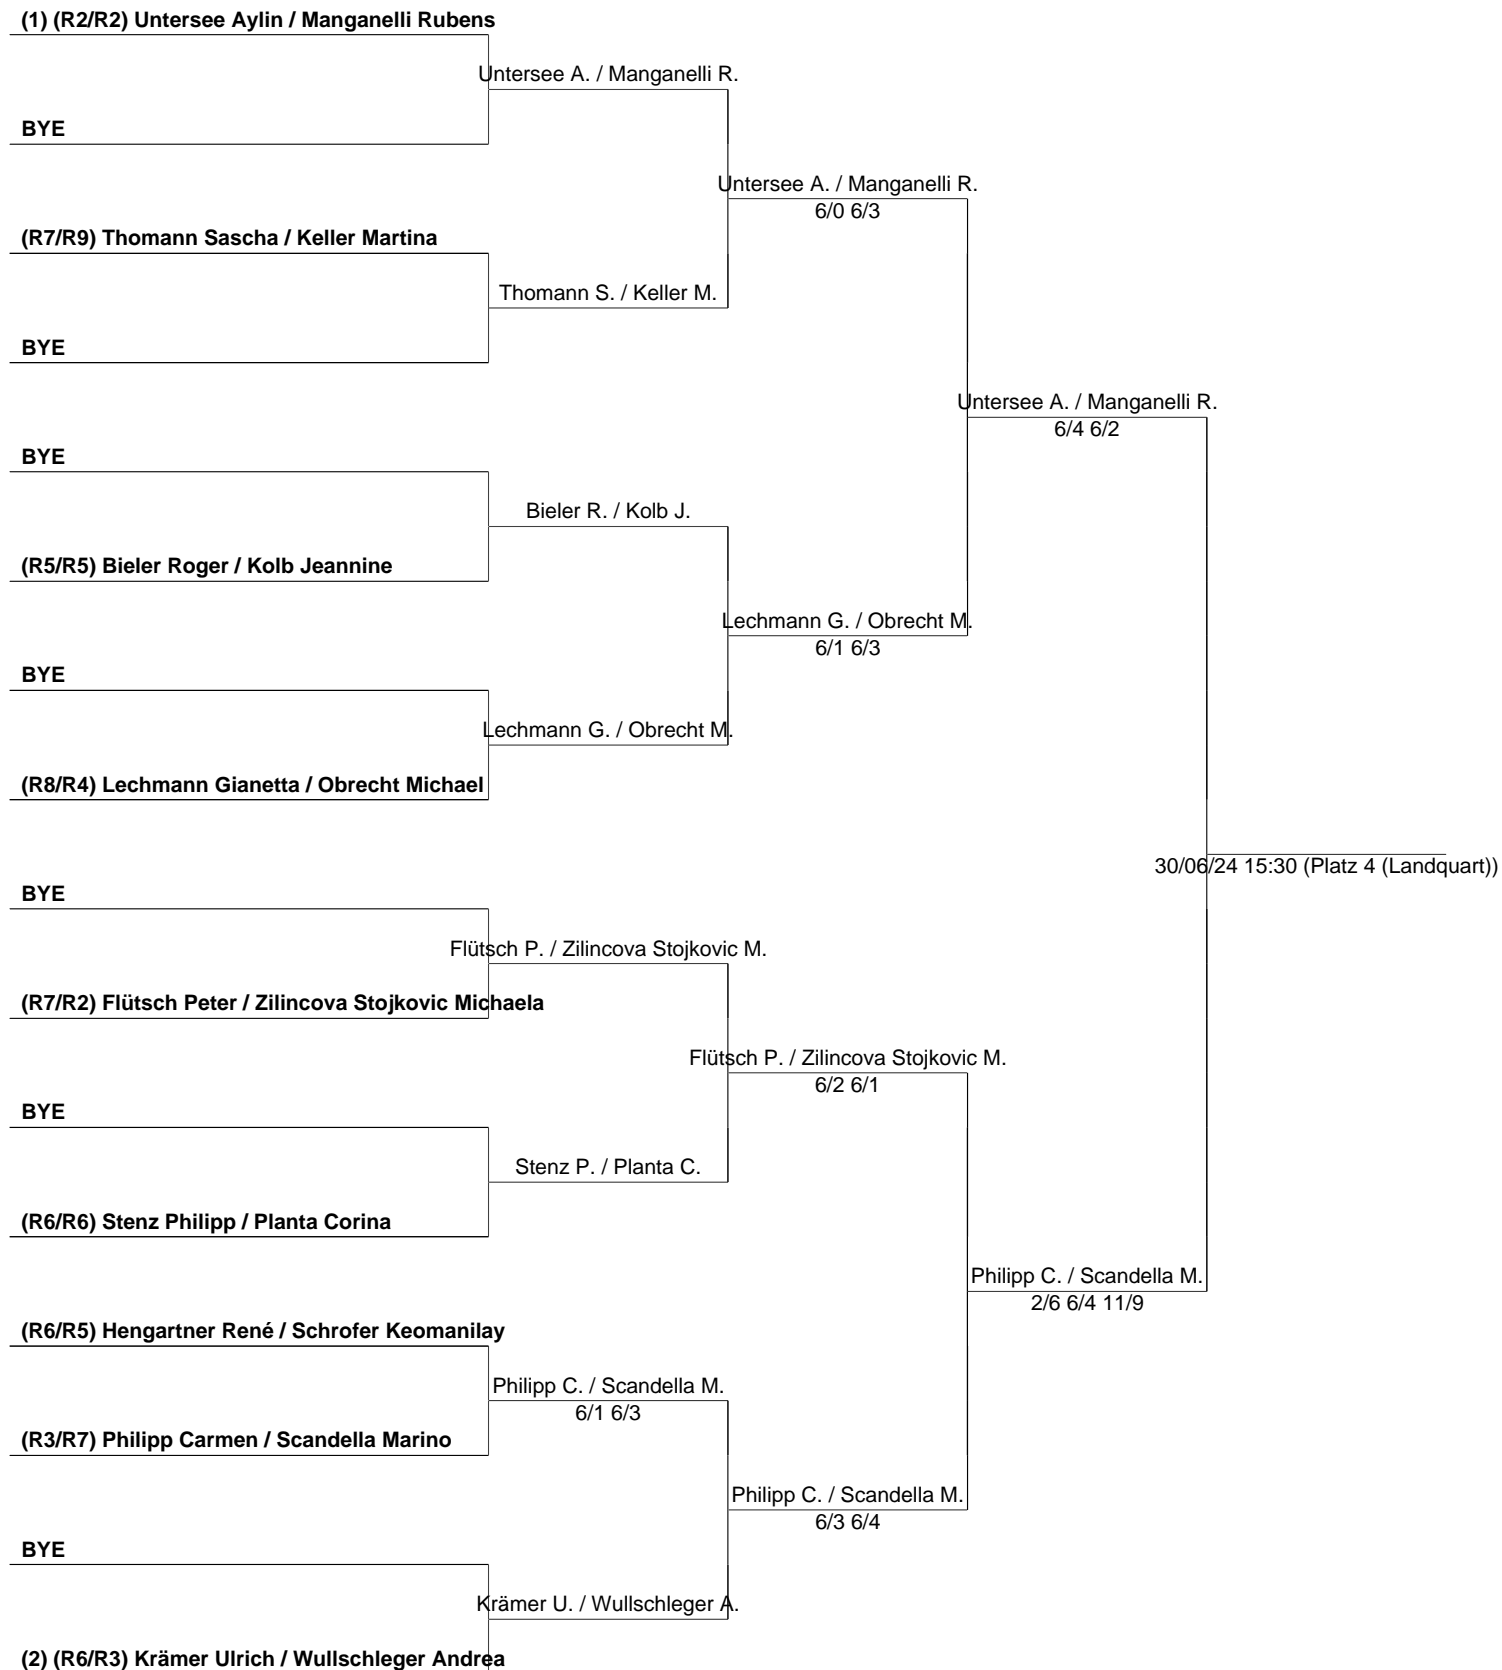 (1) (R2/R2) Untersee Aylin / Manganelli Rubens
Untersee A. / Manganelli R.
BYE
Untersee A. / Manganelli R.
6/0 6/3
(R7/R9) Thomann Sascha / Keller Martina
Thomann S. / Keller M.
BYE
Untersee A. / Manganelli R.
6/4 6/2
BYE
Bieler R. / Kolb J.
(R5/R5) Bieler Roger / Kolb Jeannine
Lechmann G. / Obrecht M.
6/1 6/3
BYE
Lechmann G. / Obrecht M.
(R8/R4) Lechmann Gianetta / Obrecht Michael
30/06/24 15:30 (Platz 4 (Landquart))
BYE
Flütsch P. / Zilincova Stojkovic M.
(R7/R2) Flütsch Peter / Zilincova Stojkovic Michaela
Flütsch P. / Zilincova Stojkovic M.
6/2 6/1
BYE
Stenz P. / Planta C.
(R6/R6) Stenz Philipp / Planta Corina
Philipp C. / Scandella M.
2/6 6/4 11/9
(R6/R5) Hengartner René / Schrofer Keomanilay
Philipp C. / Scandella M.
6/1 6/3
(R3/R7) Philipp Carmen / Scandella Marino
Philipp C. / Scandella M.
6/3 6/4
BYE
Krämer U. / Wullschleger A.
(2) (R6/R3) Krämer Ulrich / Wullschleger Andrea